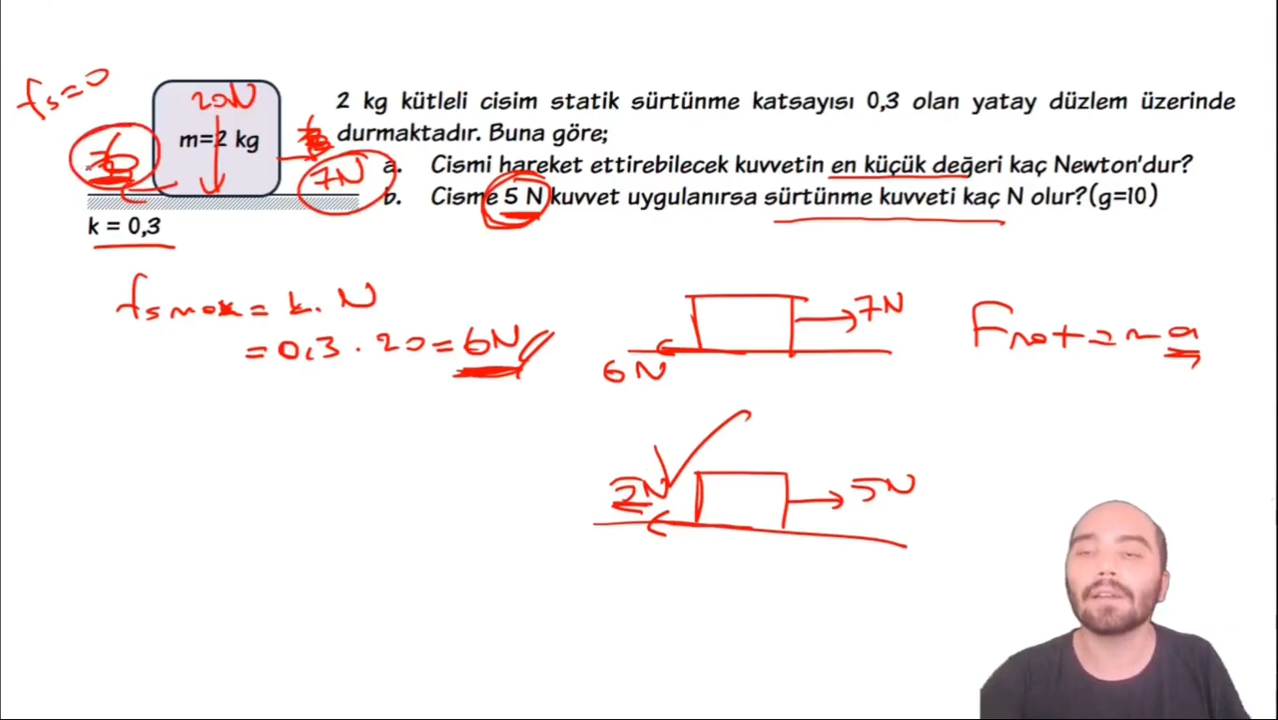 fs=0
20N
m=2 kg
7N
k = 0,3
2 kg kütleli cisim statik sürtünme katsayısı 0,3 olan yatay düzlem üzerinde
durmaktadır. Buna göre;
a. Cismi hareket ettirebilecek kuvvetin en küçük değeri kaç Newton'dur?
b. Cisme 5 N kuvvet uygulanırsa sürtünme kuvveti kaç N olur?(g=10)
fsmax = k. N
= 0,3 . 20 = 6N
7N
6N
Fnet = m a
5N